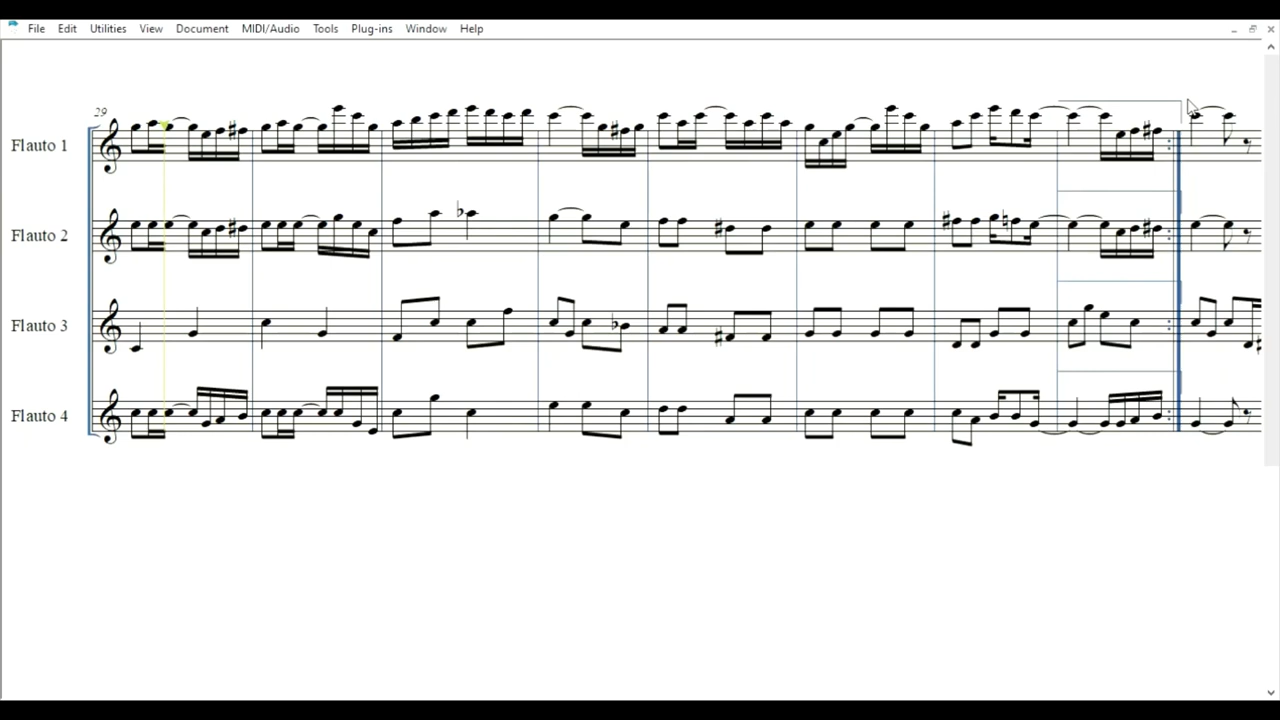 File Edit Utilities View Document MIDI/Audio Tools Plug-ins Window Help
29
Flauto 1
Flauto 2
Flauto 3
Flauto 4